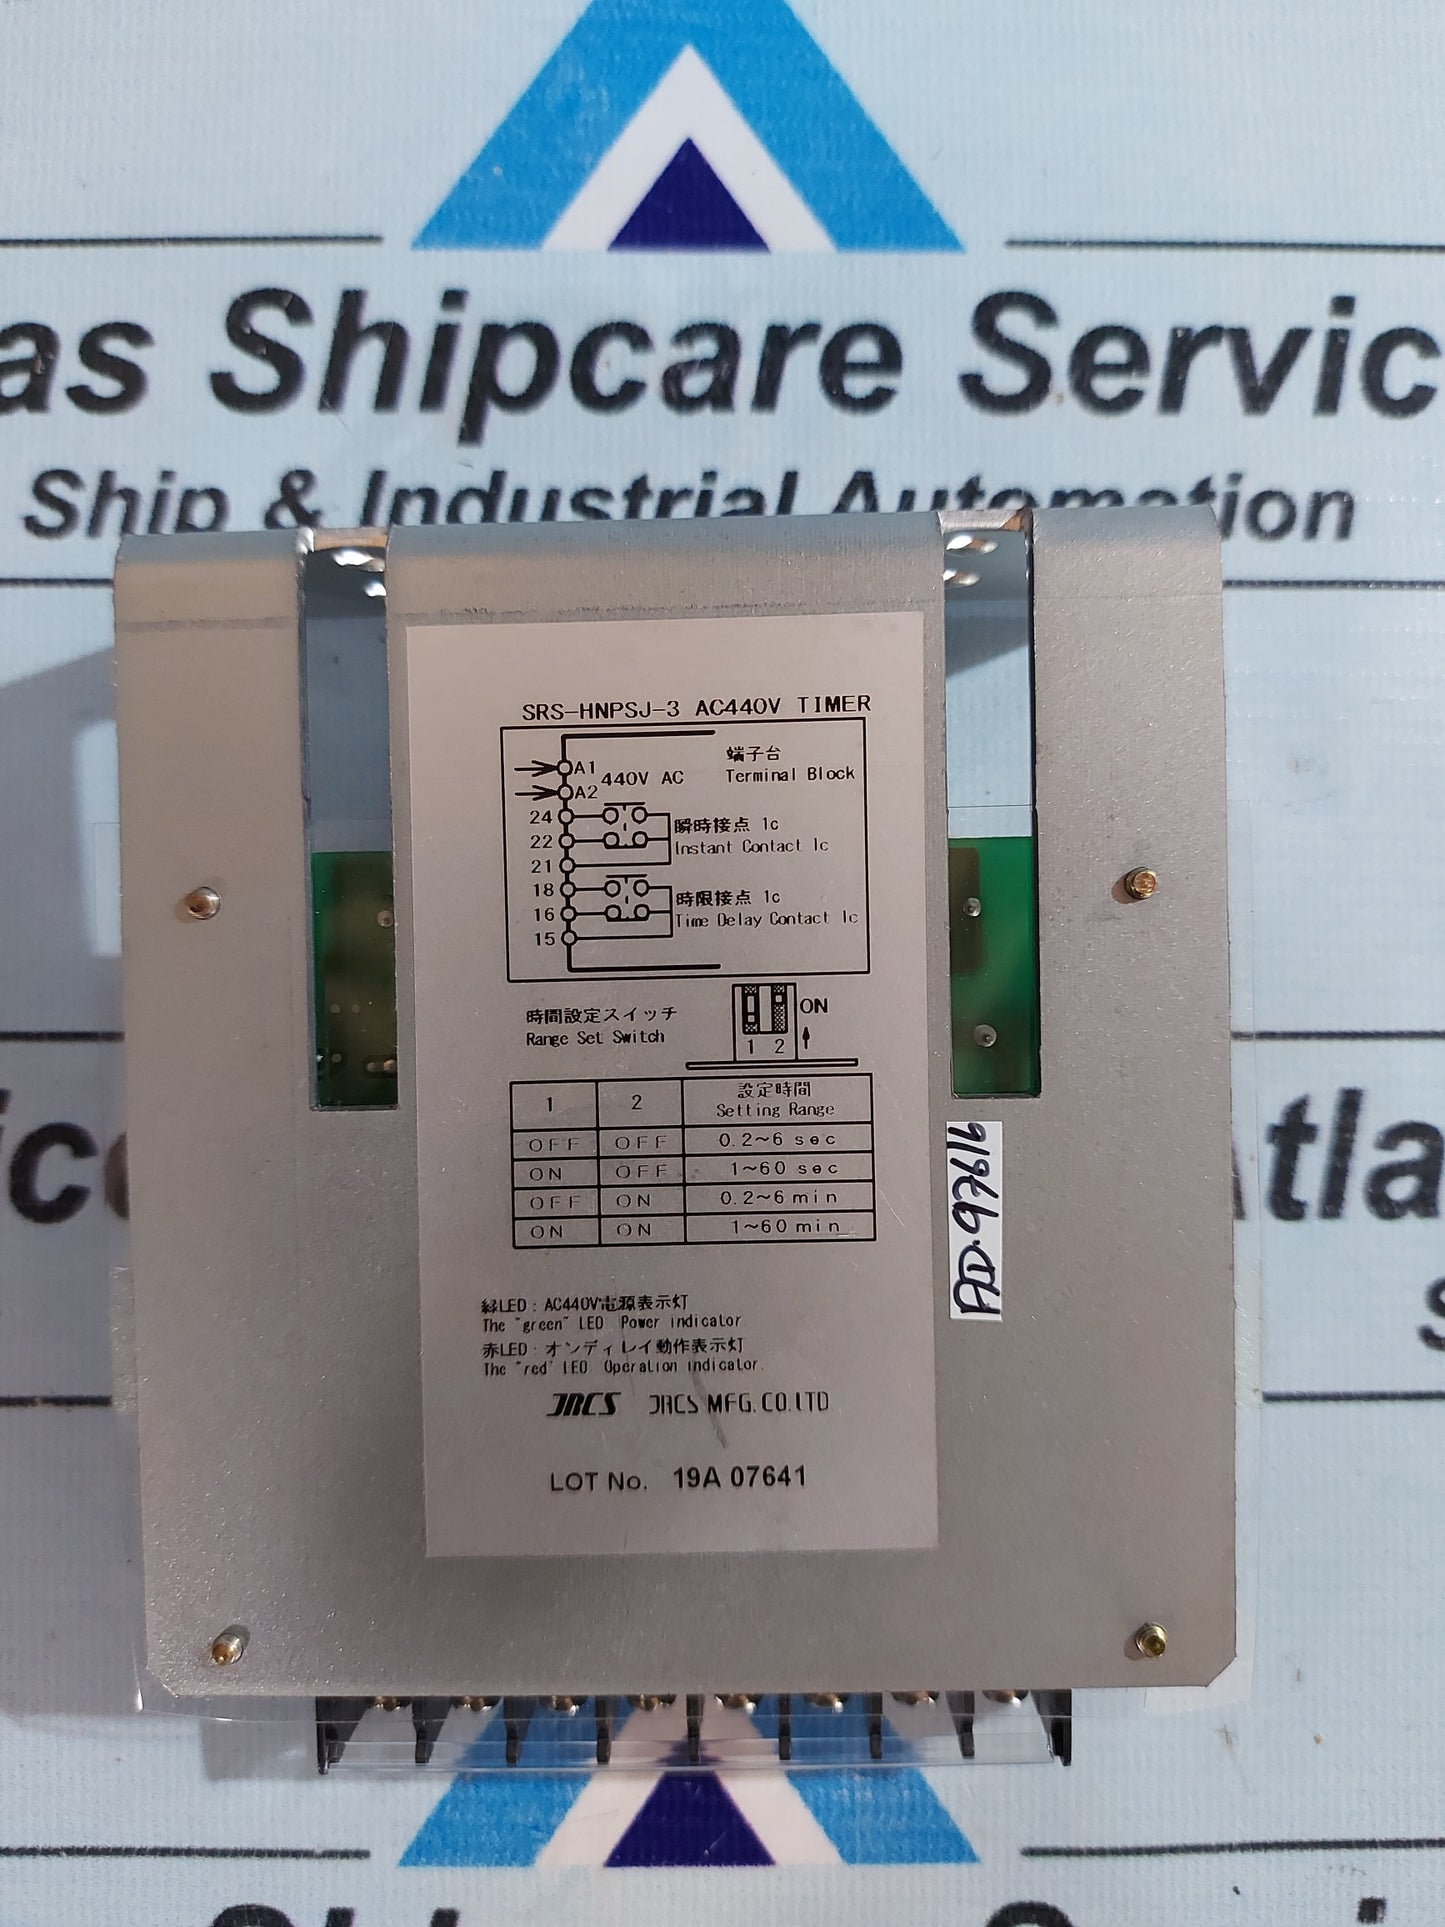 as Shipcare Servic
Ship & Industrial Automation
SRS-HNPSJ-3 AC440V TIMER
端子台
A1
440V AC
Terminal Block
A2
24
瞬時接点 1c
22
Instant Contact 1c
21
18
時限接点 1c
16
Time Delay Contact 1c
15
時間設定スイッチ
ON
Range Set Switch
1 2
1 2 設定時間
Setting Range
OFF OFF 0.2~6 sec
ON OFF 1~60 sec
OFF ON 0.2~6 min
ON ON 1~60 min
緑LED : AC440V電源表示灯
The "green" LED Power indicator
赤LED : オンディレイ動作表示灯
The "red" LED Operation indicator.
JRCS JRCS MFG.CO.LTD
LOT No. 19A 07641
ice
tla
S